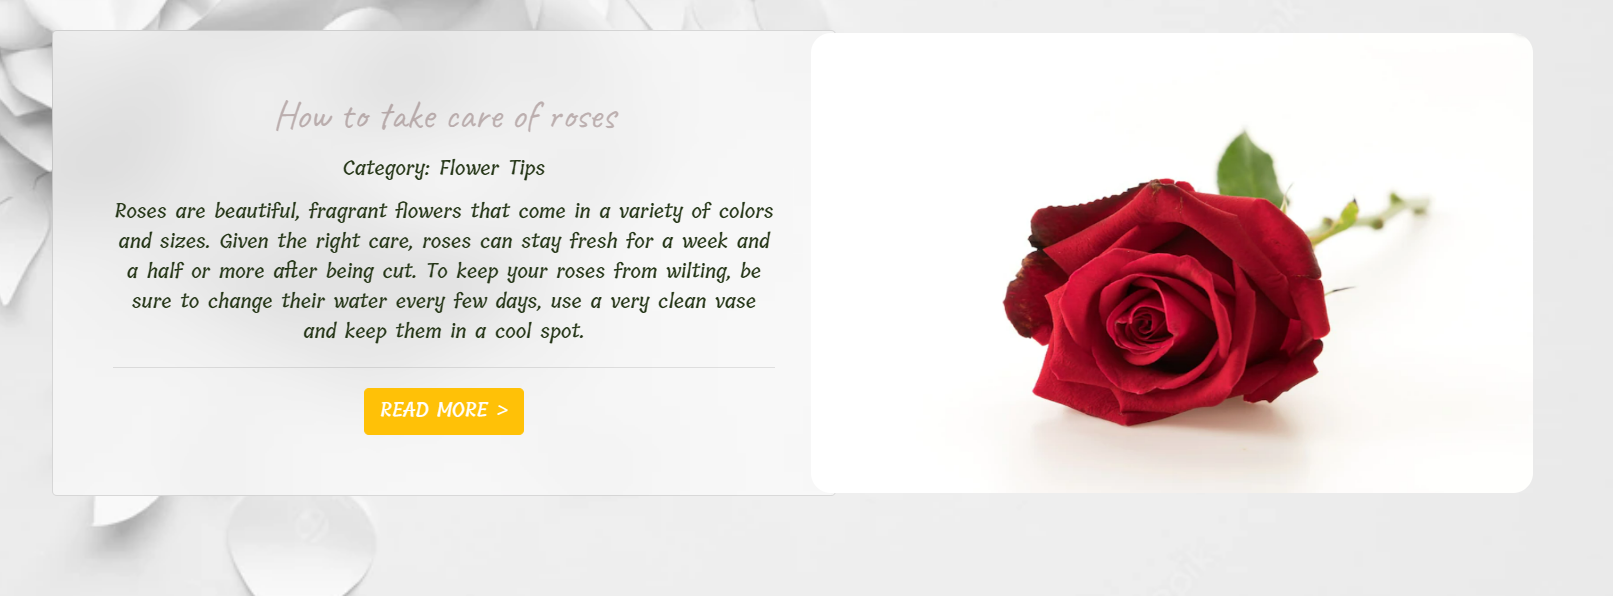 How to take care of roses
Category: Flower Tips
Roses are beautiful, fragrant flowers that come in a variety of colors
and sizes. Given the right care, roses can stay fresh for a week and
a half or more after being cut. To keep your roses from wilting, be
sure to change their water every few days, use a very clean vase
and keep them in a cool spot.
READ MORE >